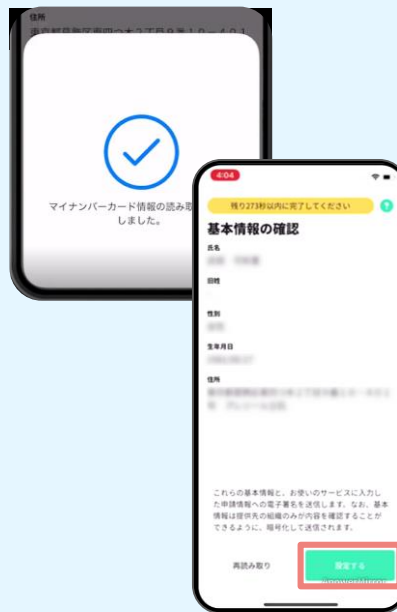 住所
マイナンバーカード情報の読み取
しました。
4:04
残り273秒以内に完了してください
?
基本情報の確認
氏名
旧姓
性別
生年月日
住所
これらの基本情報と、お使いのサービスに入力し
た申請情報への電子署名を送信します。なお、基本
情報は提供先の組織のみが内容を確認することが
できるように、暗号化して送信されます。
再読み取り
設定する